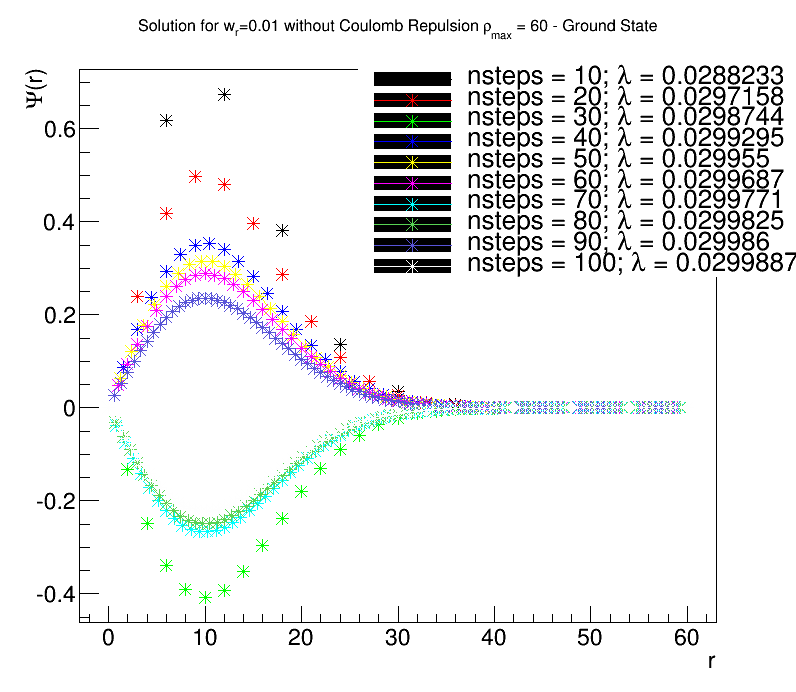 Solution for wr=0.01 without Coulomb Repulsion ρmax = 60 - Ground State
Ψ(r)
nsteps = 10; λ = 0.0288233
nsteps = 20; λ = 0.0297158
nsteps = 30; λ = 0.0298744
nsteps = 40; λ = 0.0299295
nsteps = 50; λ = 0.029955
nsteps = 60; λ = 0.0299687
nsteps = 70; λ = 0.0299771
nsteps = 80; λ = 0.0299825
nsteps = 90; λ = 0.029986
nsteps = 100; λ = 0.0299887
0.6
0.4
0.2
0
-0.2
-0.4
0 10 20 30 40 50 60
r